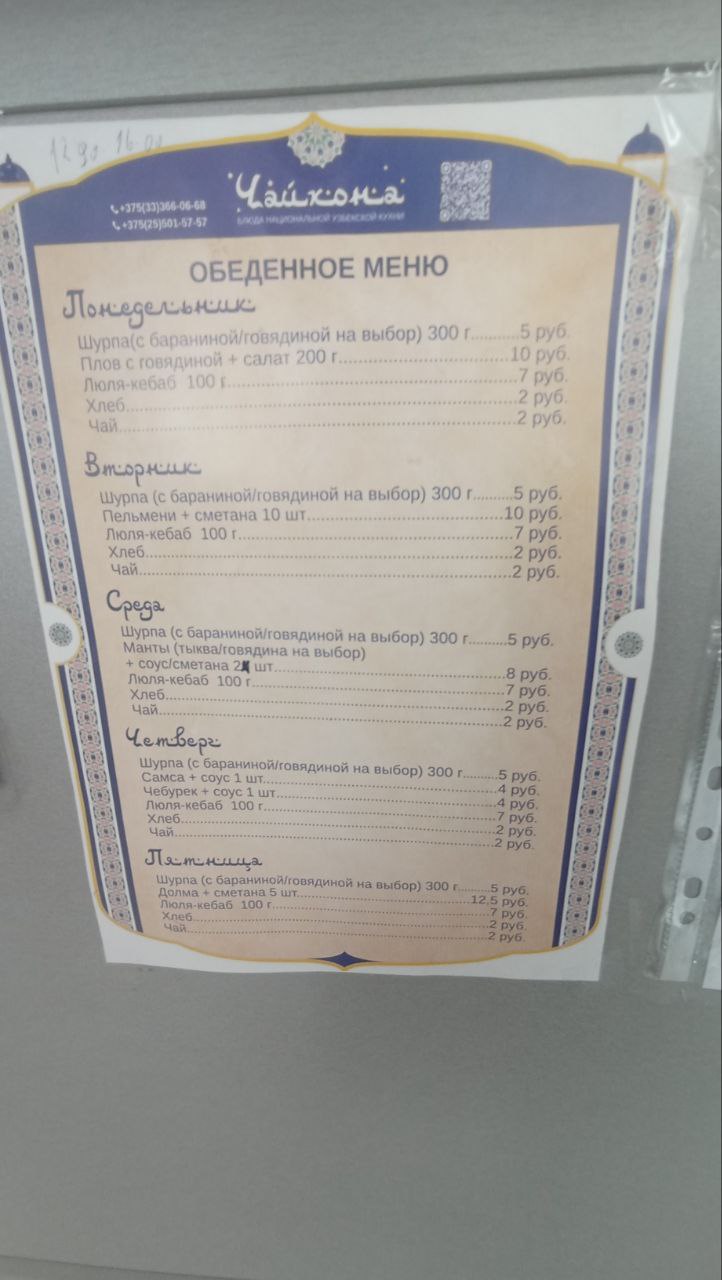 12 до 16.00
Чайхона
+375(33)366-06-68
+375(25)501-57-57
БЛЮДА НАЦИОНАЛЬНОЙ УЗБЕКСКОЙ КУХНИ
ОБЕДЕННОЕ МЕНЮ
Понедельник
Шурпа(с бараниной/говядиной на выбор) 300 г..........5 руб.
Плов с говядиной + салат 200 г....................................10 руб.
Люля-кебаб 100 г............................................................7 руб.
Хлеб..................................................................................2 руб.
Чай....................................................................................2 руб.
Вторник
Шурпа (с бараниной/говядиной на выбор) 300 г.........5 руб.
Пельмени + сметана 10 шт...........................................10 руб.
Люля-кебаб 100 г............................................................7 руб.
Хлеб..................................................................................2 руб.
Чай....................................................................................2 руб.
Среда
Шурпа (с бараниной/говядиной на выбор) 300 г..........5 руб.
Манты (тыква/говядина на выбор)
+ соус/сметана 2 шт........................................................8 руб.
Люля-кебаб 100 г............................................................7 руб.
Хлеб..................................................................................2 руб.
Чай....................................................................................2 руб.
Четверг
Шурпа (с бараниной/говядиной на выбор) 300 г..........5 руб.
Самса + соус 1 шт...........................................................4 руб.
Чебурек + соус 1 шт........................................................4 руб.
Люля-кебаб 100 г............................................................7 руб.
Хлеб..................................................................................2 руб.
Чай....................................................................................2 руб.
Пятница
Шурпа (с бараниной/говядиной на выбор) 300 г..........5 руб.
Долма + сметана 5 шт................................................12,5 руб.
Люля-кебаб 100 г............................................................7 руб.
Хлеб..................................................................................2 руб.
Чай....................................................................................2 руб.